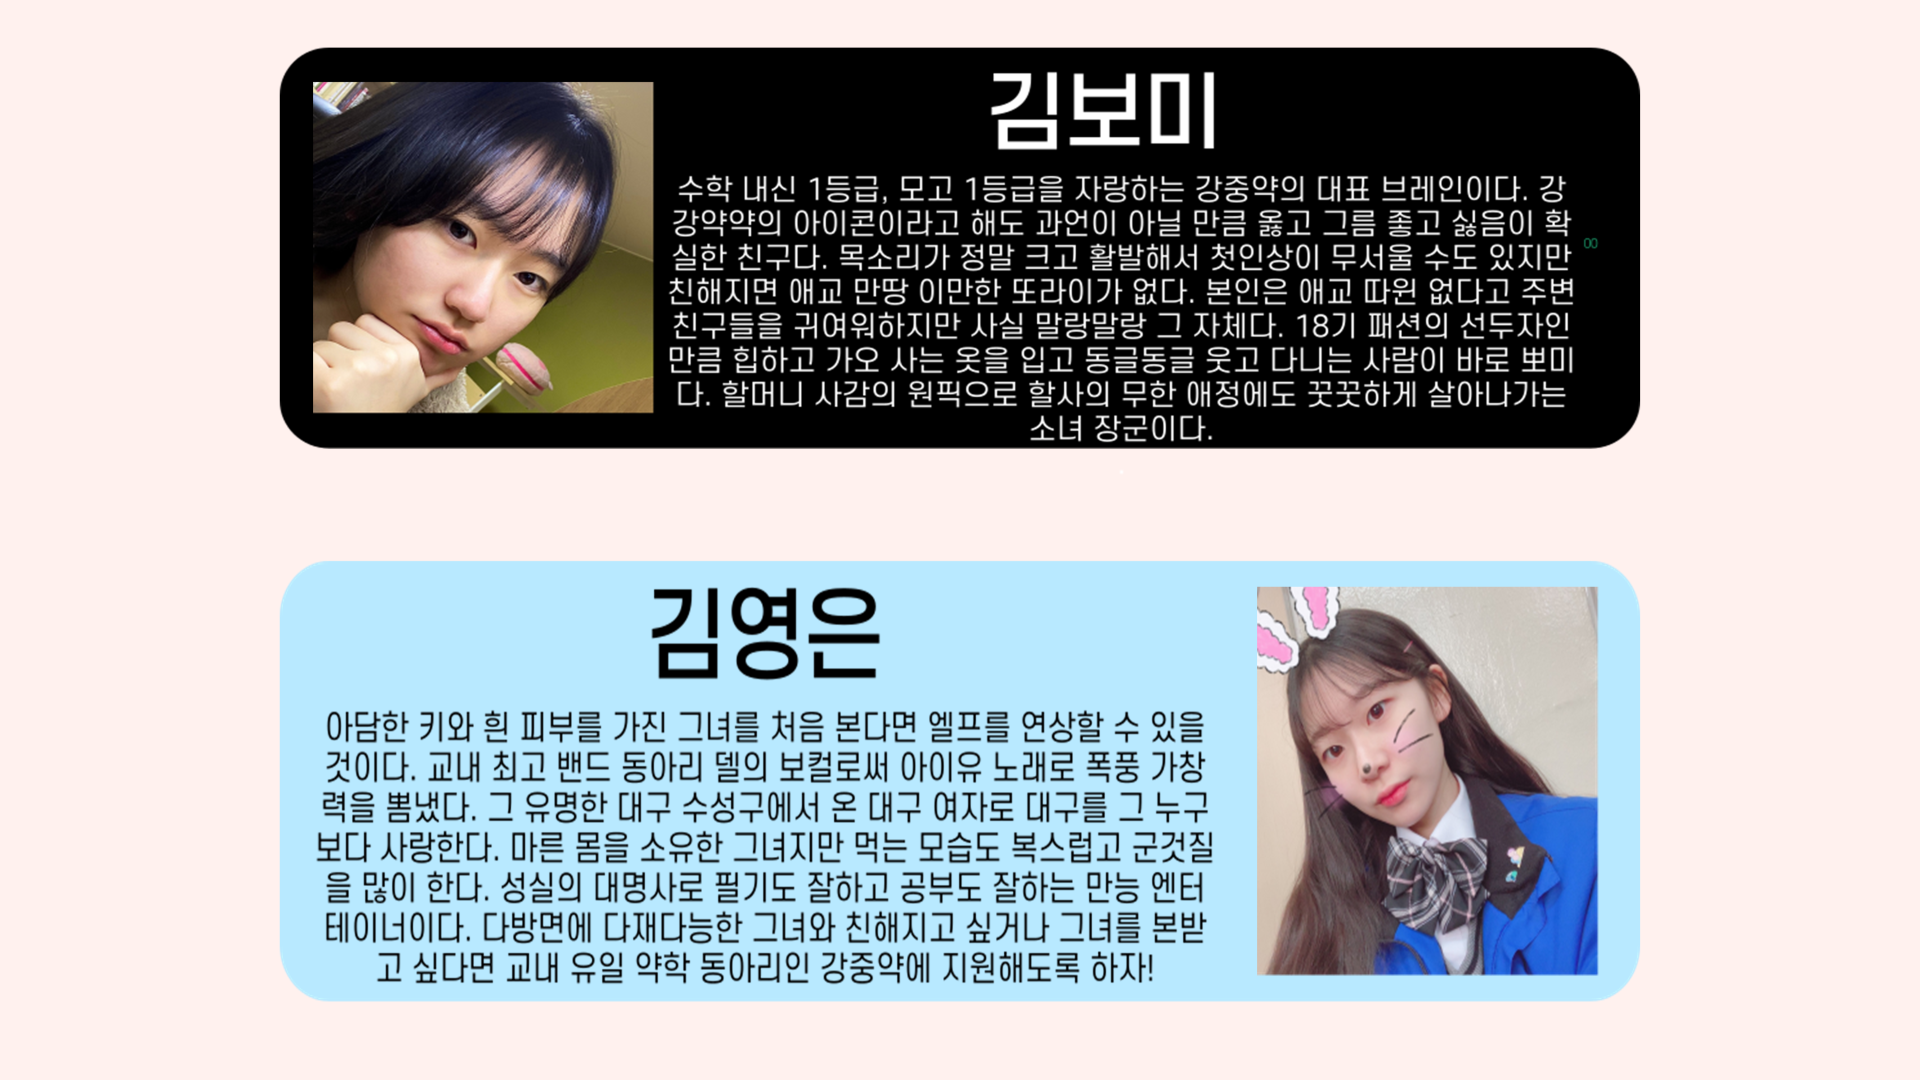 김보미
수학 내신 1등급, 모고 1등급을 자랑하는 강중약의 대표 브레인이다. 강
강약약의 아이콘이라고 해도 과언이 아닐 만큼 옳고 그름 좋고 싫음이 확
실한 친구다. 목소리가 정말 크고 활발해서 첫인상이 무서울 수도 있지만
친해지면 애교 만땅 이만한 또라이가 없다. 본인은 애교 따윈 없다고 주변
친구들을 귀여워하지만 사실 말랑말랑 그 자체다. 18기 패션의 선두자인
만큼 힙하고 가오 사는 옷을 입고 동글동글 웃고 다니는 사람이 바로 뽀미
다. 할머니 사감의 원픽으로 할사의 무한 애정에도 꿋꿋하게 살아나가는
소녀 장군이다.
00
김영은
아담한 키와 흰 피부를 가진 그녀를 처음 본다면 엘프를 연상할 수 있을
것이다. 교내 최고 밴드 동아리 델의 보컬로써 아이유 노래로 폭풍 가창
력을 뽐냈다. 그 유명한 대구 수성구에서 온 대구 여자로 대구를 그 누구
보다 사랑한다. 마른 몸을 소유한 그녀지만 먹는 모습도 복스럽고 군것질
을 많이 한다. 성실의 대명사로 필기도 잘하고 공부도 잘하는 만능 엔터
테이너이다. 다방면에 다재다능한 그녀와 친해지고 싶거나 그녀를 본받
고 싶다면 교내 유일 약학 동아리인 강중약에 지원해도록 하자!